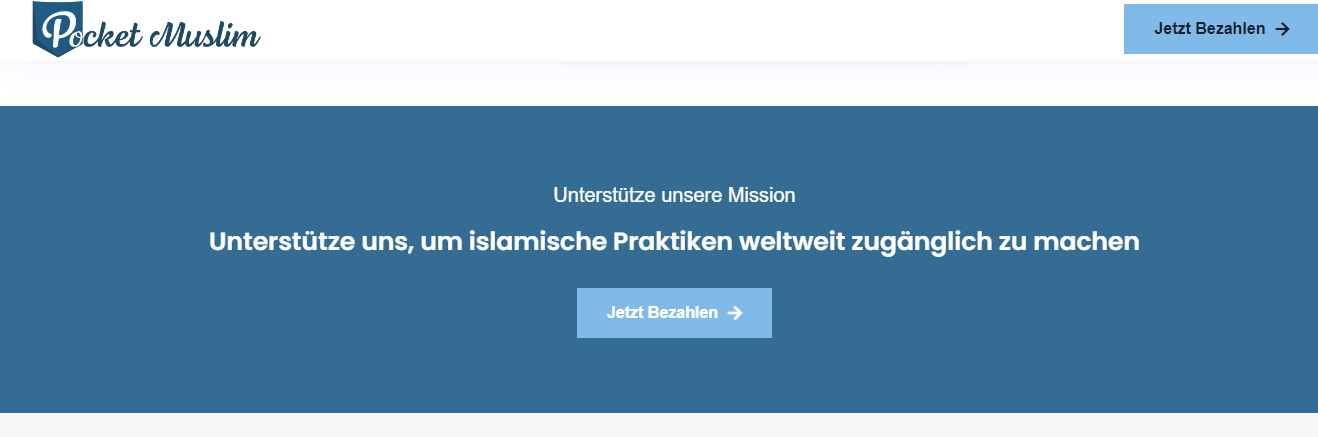 Pocket Muslim
Jetzt Bezahlen
Unterstütze unsere Mission
Unterstütze uns, um islamische Praktiken weltweit zugänglich zu machen
Jetzt Bezahlen